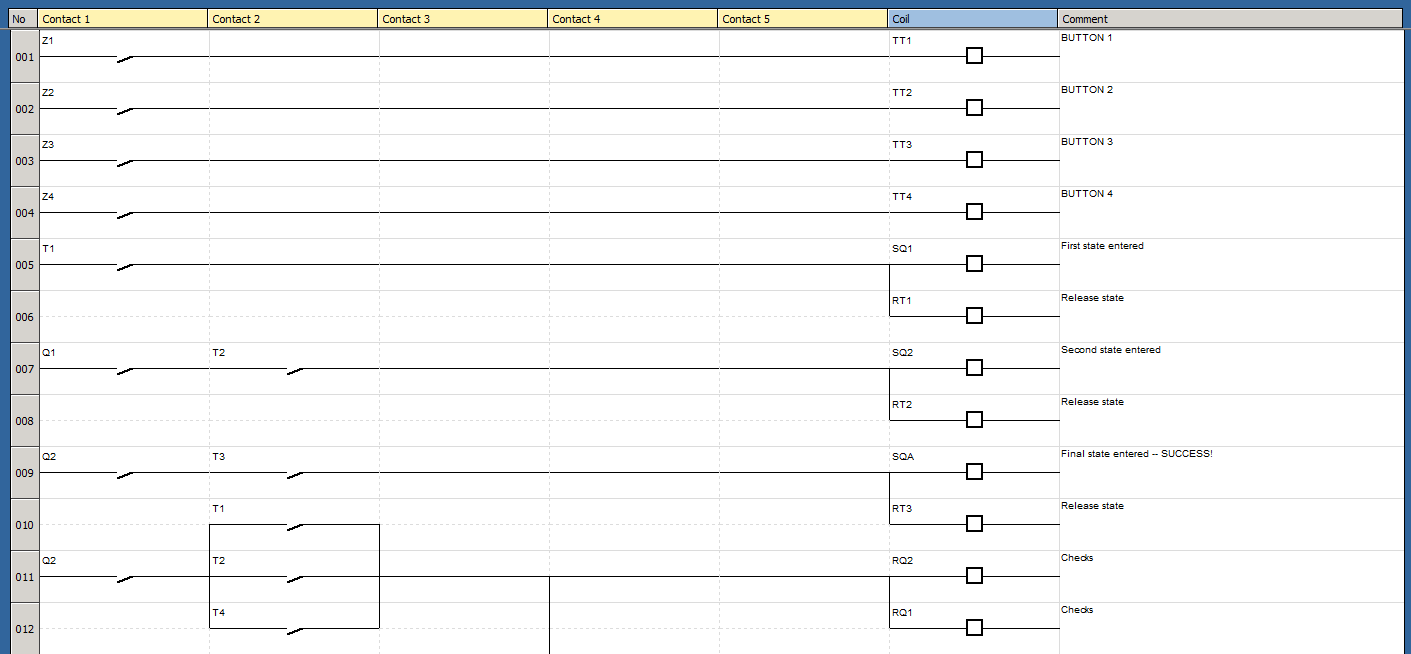 No Contact 1 Contact 2 Contact 3 Contact 4 Contact 5 Coil Comment
001 Z1 TT1 BUTTON 1
002 Z2 TT2 BUTTON 2
003 Z3 TT3 BUTTON 3
004 Z4 TT4 BUTTON 4
005 T1 SQ1 First state entered
006 RT1 Release state
007 Q1 T2 SQ2 Second state entered
008 RT2 Release state
009 Q2 T3 SQA Final state entered -- SUCCESS!
010 T1 RT3 Release state
011 Q2 T2 RQ2 Checks
012 T4 RQ1 Checks